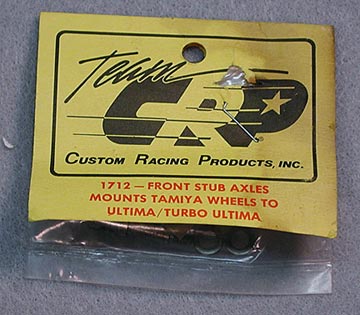 Team
CRP
CUSTOM RACING PRODUCTS, INC.
1712 — FRONT STUB AXLES
MOUNTS TAMIYA WHEELS TO
ULTIMA/TURBO ULTIMA